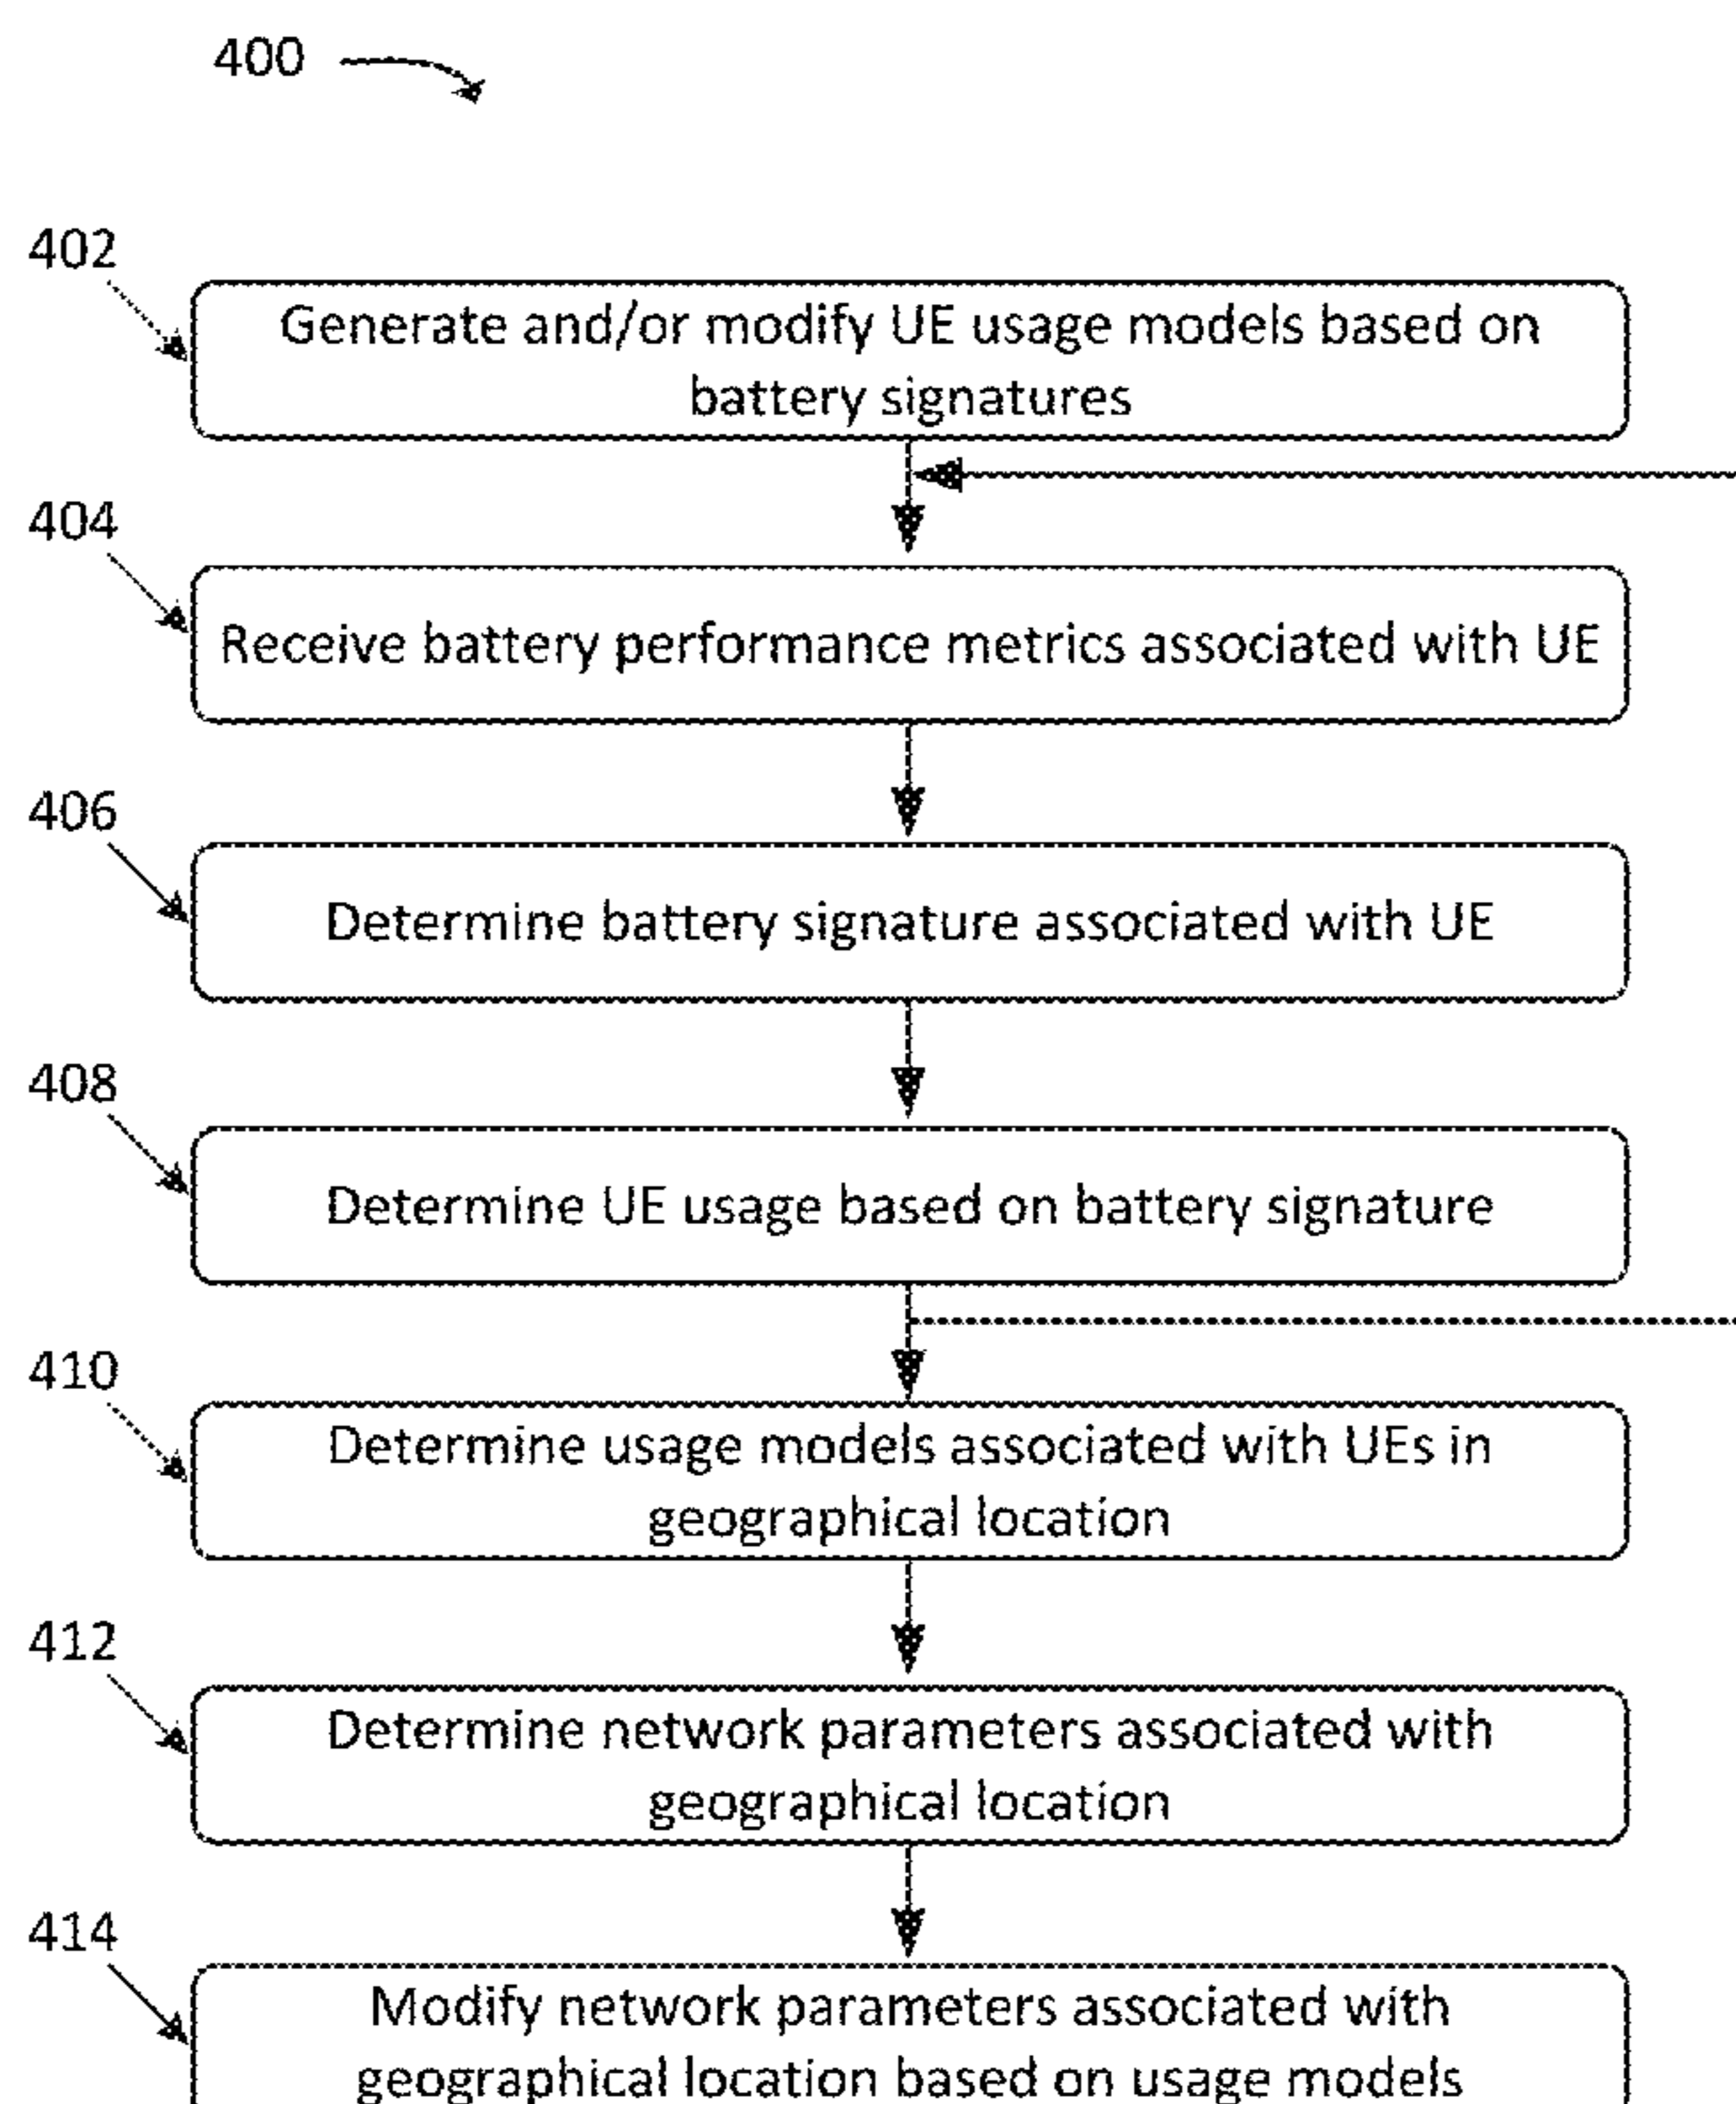 400
402
Generate and/or modify UE usage models based on
battery signatures
404
Receive battery performance metrics associated with UE
406
Determine battery signature associated with UE
408
Determine UE usage based on battery signature
410
Determine usage models associated with UEs in
geographical location
412
Determine network parameters associated with
geographical location
414
Modify network parameters associated with
geographical location based on usage models